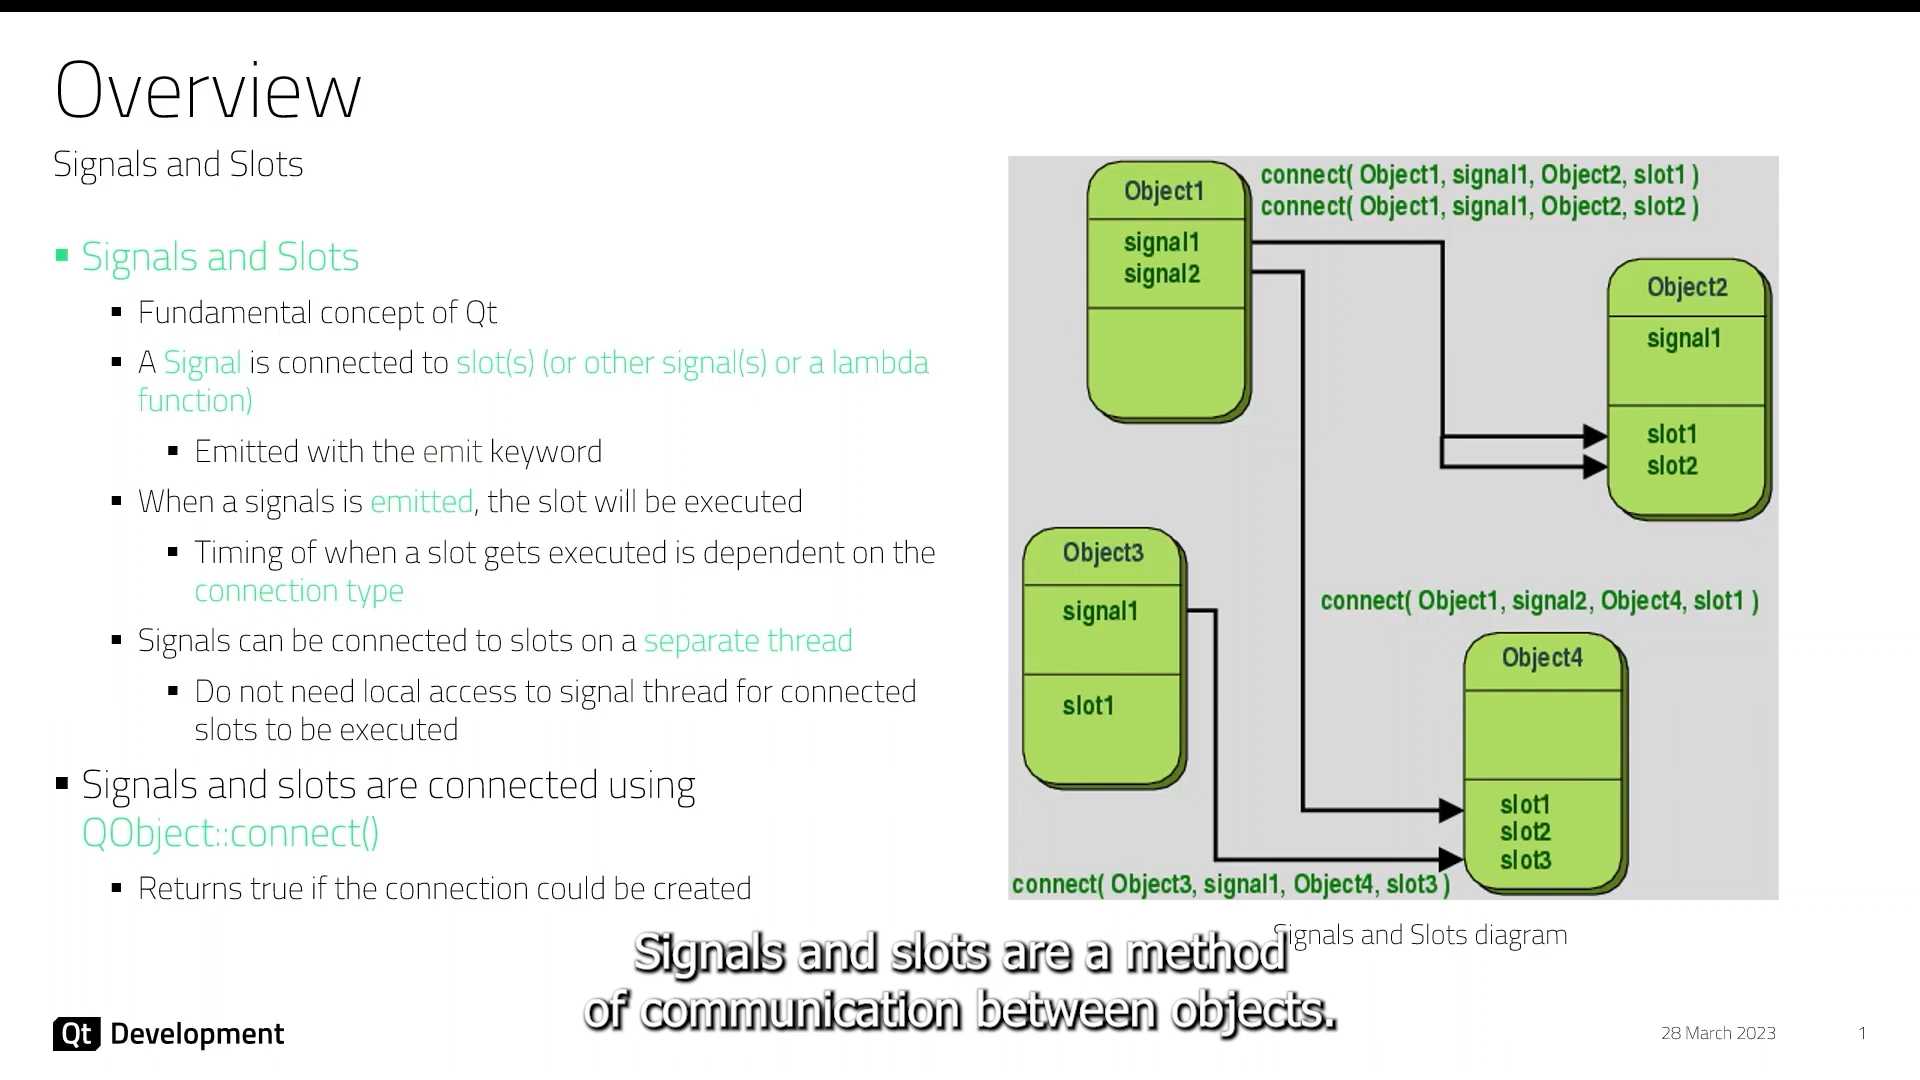 Overview
Signals and Slots
Signals and Slots
Fundamental concept of Qt
A Signal is connected to slot(s) (or other signal(s) or a lambda
function)
Emitted with the emit keyword
When a signals is emitted, the slot will be executed
Timing of when a slot gets executed is dependent on the
connection type
Signals can be connected to slots on a separate thread
Do not need local access to signal thread for connected
slots to be executed
Signals and slots are connected using
QObject::connect()
Returns true if the connection could be created
Object1
signal1
signal2
connect( Object1, signal1, Object2, slot1 )
connect( Object1, signal1, Object2, slot2 )
Object2
signal1
slot1
slot2
Object3
signal1
slot1
connect( Object1, signal2, Object4, slot1 )
Object4
slot1
slot2
slot3
connect( Object3, signal1, Object4, slot3 )
Signals and Slots diagram
Signals and slots are a method
of communication between objects.
Qt Development
28 March 2023
1